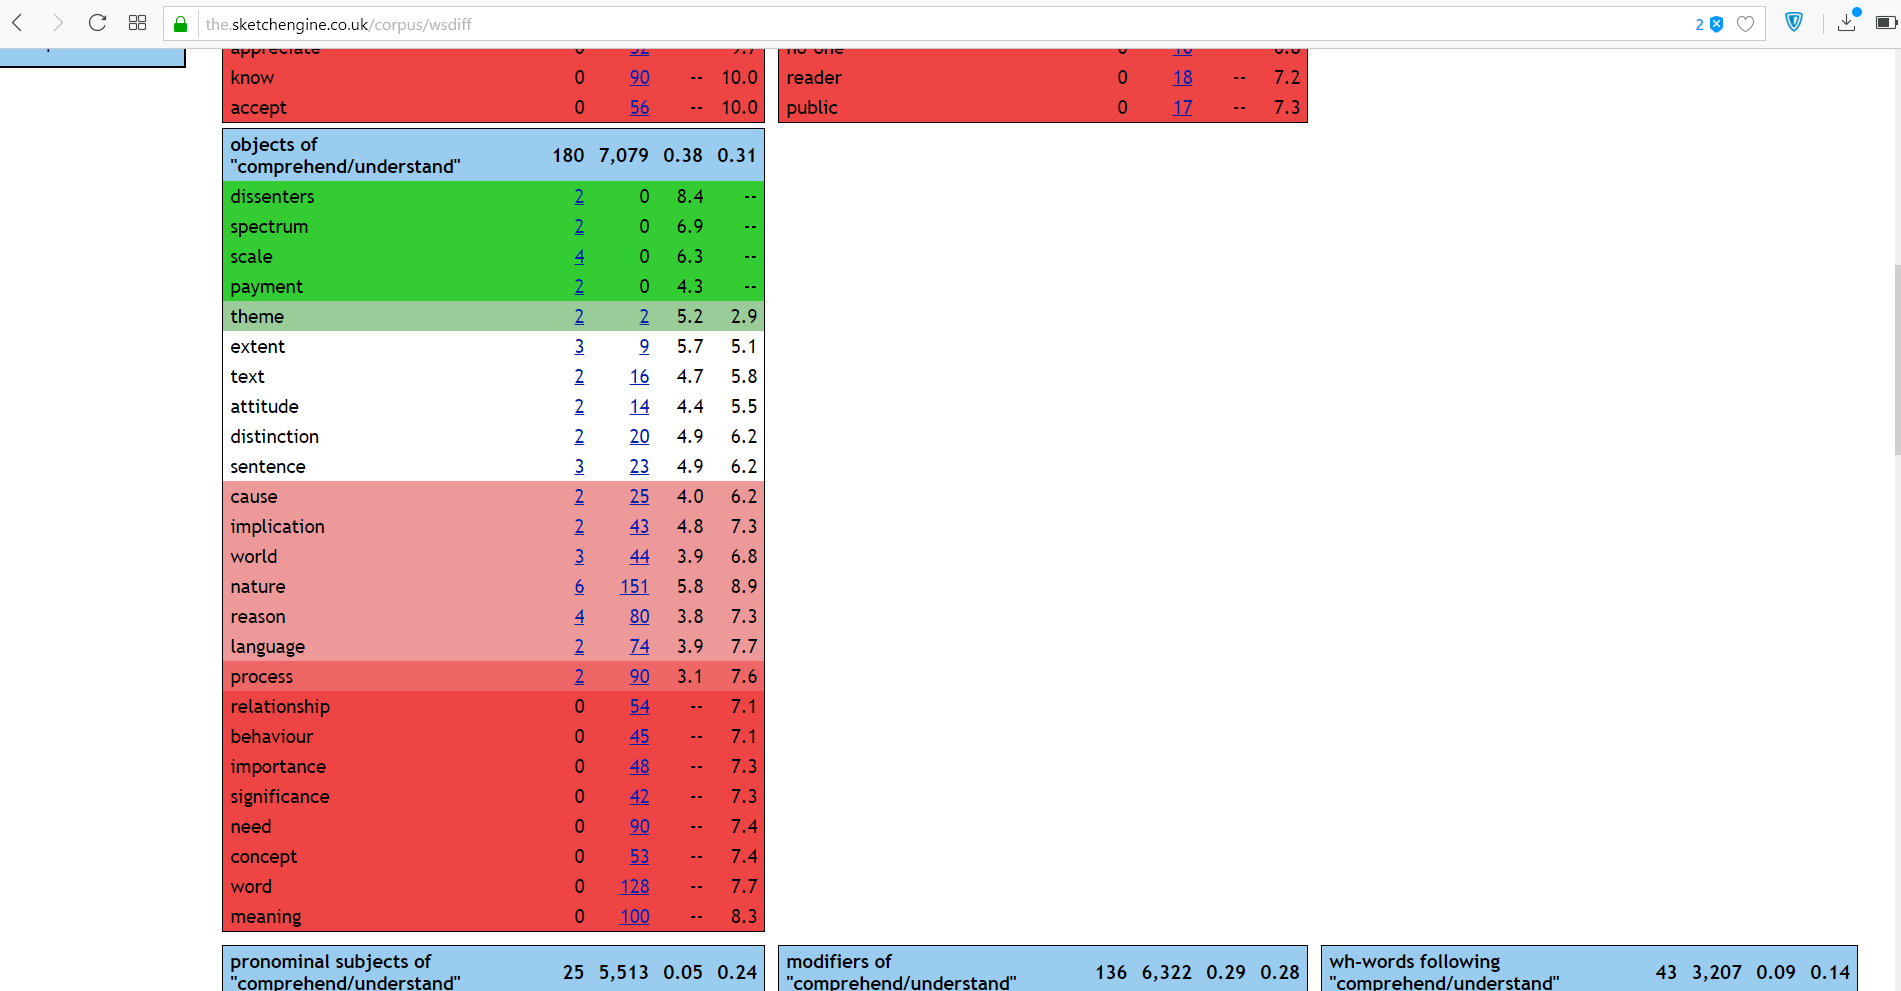 the.sketchengine.co.uk/corpus/wsdiff 2
appreciate 0 52 -- 9.7
know 0 90 -- 10.0
accept 0 56 -- 10.0
no-one 0
reader 0 18 -- 7.2
public 0 17 -- 7.3
objects of
"comprehend/understand" 180 7,079 0.38 0.31
dissenters 2 0 8.4 --
spectrum 2 0 6.9 --
scale 4 0 6.3 --
payment 2 0 4.3 --
theme 2 2 5.2 2.9
extent 3 9 5.7 5.1
text 2 16 4.7 5.8
attitude 2 14 4.4 5.5
distinction 2 20 4.9 6.2
sentence 3 23 4.9 6.2
cause 2 25 4.0 6.2
implication 2 43 4.8 7.3
world 3 44 3.9 6.8
nature 6 151 5.8 8.9
reason 4 80 3.8 7.3
language 2 74 3.9 7.7
process 2 90 3.1 7.6
relationship 0 54 -- 7.1
behaviour 0 45 -- 7.1
importance 0 48 -- 7.3
significance 0 42 -- 7.3
need 0 90 -- 7.4
concept 0 53 -- 7.4
word 0 128 -- 7.7
meaning 0 100 -- 8.3
pronominal subjects of
"comprehend/understand" 25 5,513 0.05 0.24
modifiers of
"comprehend/understand" 136 6,322 0.29 0.28
wh-words following
"comprehend/understand" 43 3,207 0.09 0.14